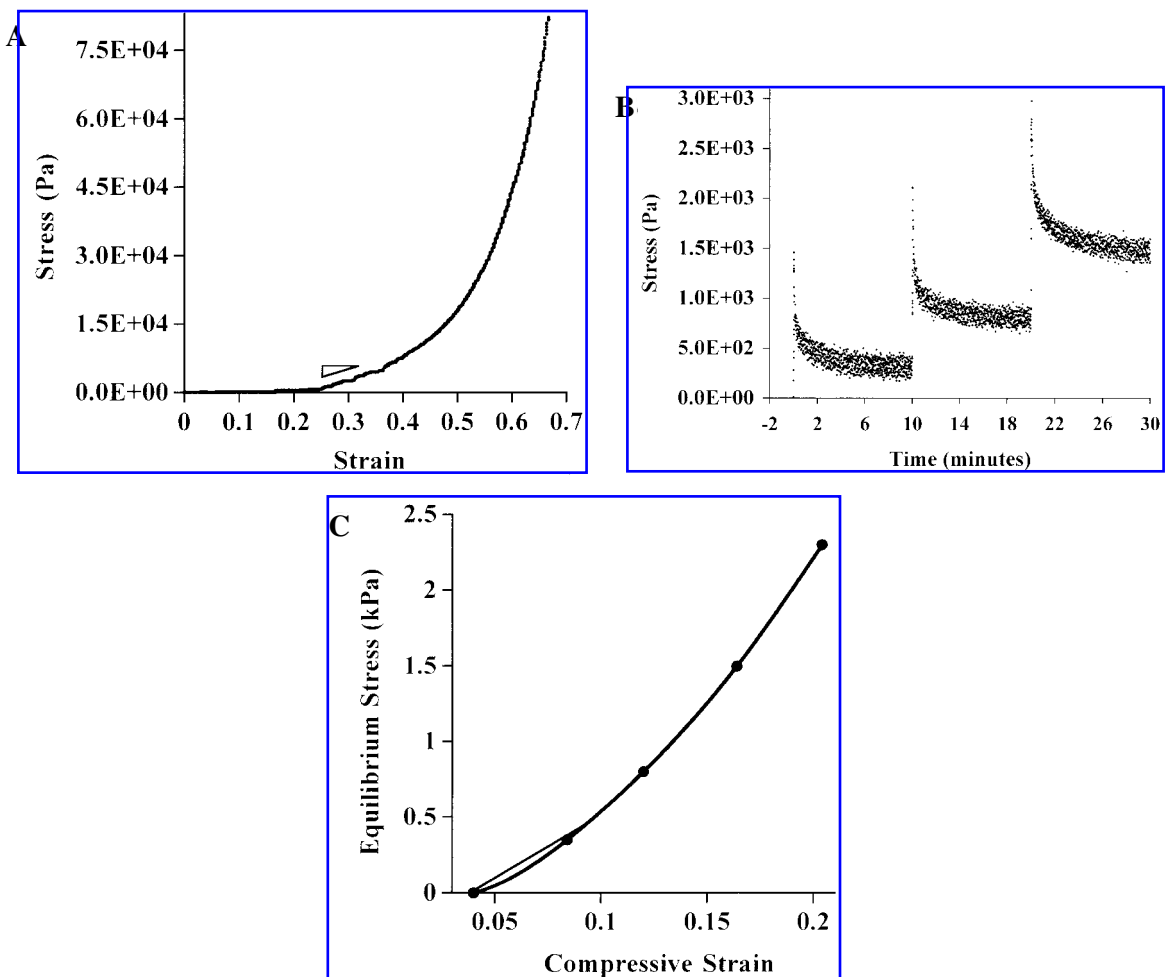 A
7.5E+04
6.0E+04
4.5E+04
3.0E+04
1.5E+04
0.0E+00
Stress (Pa)
0 0.1 0.2 0.3 0.4 0.5 0.6 0.7
Strain
B
3.0E+03
2.5E+03
2.0E+03
1.5E+03
1.0E+03
5.0E+02
0.0E+00
Stress (Pa)
-2 2 6 10 14 18 22 26 30
Time (minutes)
C
2.5
2
1.5
1
0.5
0
Equilibrium Stress (kPa)
0.05 0.1 0.15 0.2
Compressive Strain